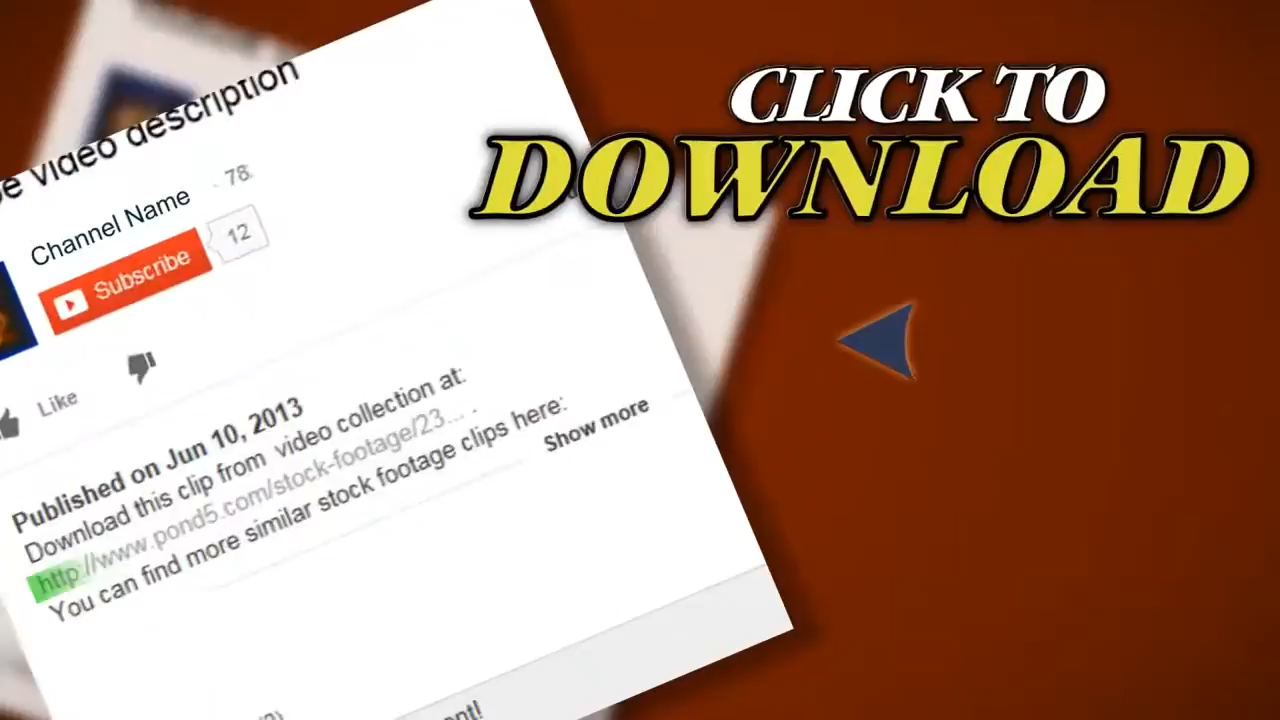 CLICK TO
DOWNLOAD
video description
Channel Name
78
Subscribe
12
Like
Published on Jun 10, 2013
Download this clip from video collection at:
http://www.pond5.com/stock-footage/23...
You can find more similar stock footage clips here:
Show more